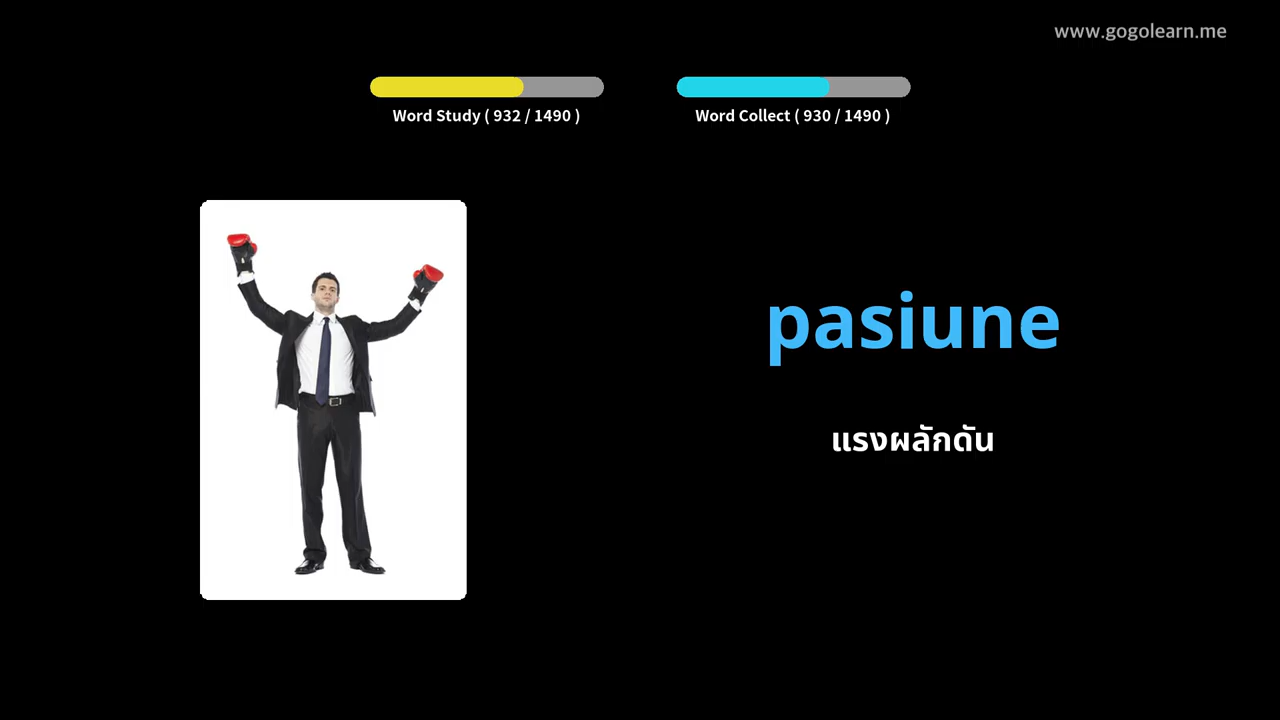 www.gogolearn.me
Word Study ( 932 / 1490 )
Word Collect ( 930 / 1490 )
pasiune
แรงผลักดัน